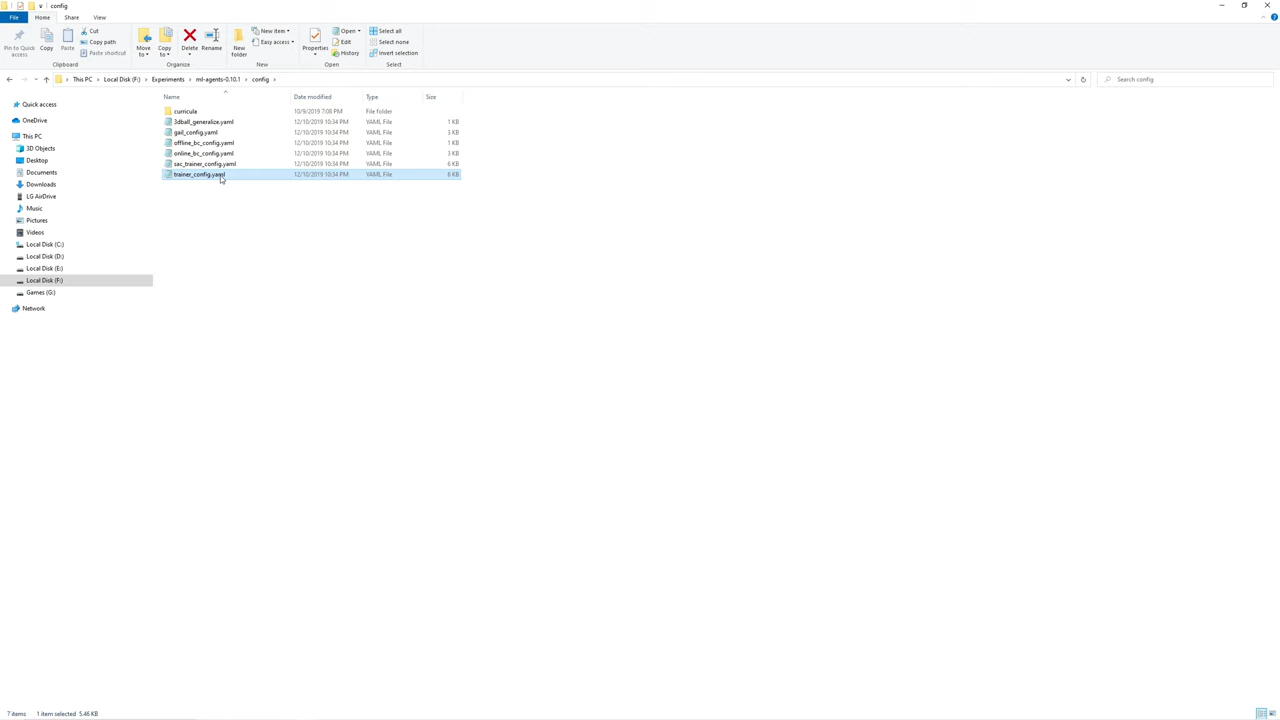 config
File Home Share View
Pin to Quick access
Copy
Paste
Cut
Copy path
Paste shortcut
Clipboard
Move to
Copy to
Delete
Rename
Organize
New folder
New item
Easy access
New
Properties
Open
Edit
History
Open
Select all
Select none
Invert selection
Select
This PC > Local Disk (F:) > Experiments > ml-agents-0.10.1 > config >
Search config
Name Date modified Type Size
curricula 10/9/2019 7:08 PM File folder
3dball_generalize.yaml 12/10/2019 10:34 PM YAML File 1 KB
gail_config.yaml 12/10/2019 10:34 PM YAML File 3 KB
offline_bc_config.yaml 12/10/2019 10:34 PM YAML File 1 KB
online_bc_config.yaml 12/10/2019 10:34 PM YAML File 3 KB
sac_trainer_config.yaml 12/10/2019 10:34 PM YAML File 6 KB
trainer_config.yaml 12/10/2019 10:34 PM YAML File 6 KB
Quick access
OneDrive
This PC
3D Objects
Desktop
Documents
Downloads
LG AirDrive
Music
Pictures
Videos
Local Disk (C:)
Local Disk (D:)
Local Disk (E:)
Local Disk (F:)
Games (G:)
Network
7 items 1 item selected 5.46 KB